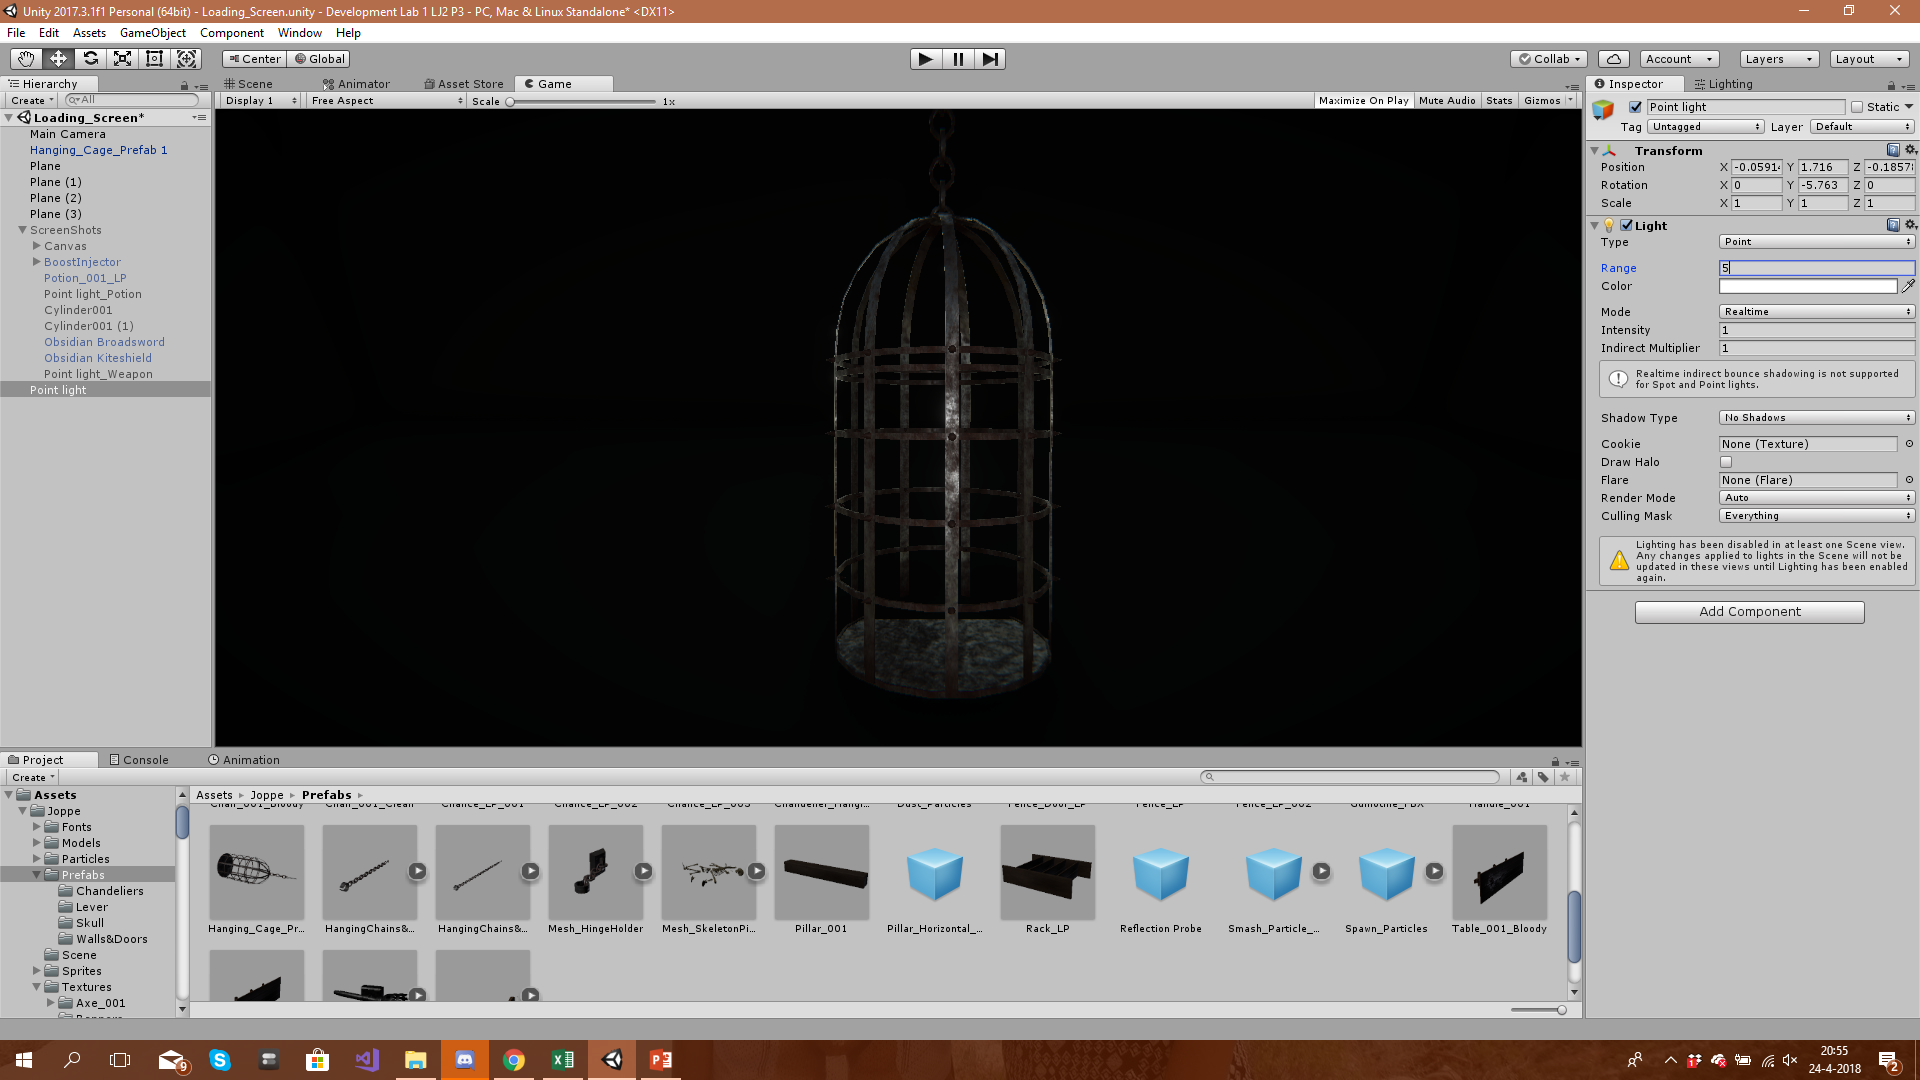 Unity 2017.3.1f1 Personal (64bit) - Loading_Screen.unity - Development Lab 1 LJ2 P3 - PC, Mac & Linux Standalone* <DX11>
File Edit Assets GameObject Component Window Help
Center Global Collab Account Layers Layout
Hierarchy
Create All
Loading_Screen*
Main Camera
Hanging_Cage_Prefab 1
Plane
Plane (1)
Plane (2)
Plane (3)
ScreenShots
Canvas
BoostInjector
Potion_001_LP
Point light_Potion
Cylinder001
Cylinder001 (1)
Obsidian Broadsword
Obsidian Kiteshield
Point light_Weapon
Point light
Scene Animator Asset Store Game
Display 1 Free Aspect Scale 1x Maximize On Play Mute Audio Stats Gizmos
Inspector Lighting
Point light Static
Tag Untagged Layer Default
Transform
Position X -0.0591 Y 1.716 Z -0.1857
Rotation X 0 Y -5.763 Z 0
Scale X 1 Y 1 Z 1
Light
Type Point
Range 5
Color
Mode Realtime
Intensity 1
Indirect Multiplier 1
Realtime indirect bounce shadowing is not supported
for Spot and Point lights.
Shadow Type No Shadows
Cookie None (Texture)
Draw Halo
Flare None (Flare)
Render Mode Auto
Culling Mask Everything
Lighting has been disabled in at least one Scene view.
Any changes applied to lights in the Scene will not be
updated in these views until Lighting has been enabled
again.
Add Component
Project Console Animation
Create
Assets
Joppe
Fonts
Models
Particles
Prefabs
Chandeliers
Lever
Skull
Walls&Doors
Scene
Sprites
Textures
Axe_001
Assets Joppe Prefabs
Hanging_Cage_Pr... HangingChains&... HangingChains&... Mesh_HingeHolder Mesh_SkeletonPi... Pillar_001 Pillar_Horizontal_... Rack_LP Reflection Probe Smash_Particle_... Spawn_Particles Table_001_Bloody
9
20:55
24-4-2018
2